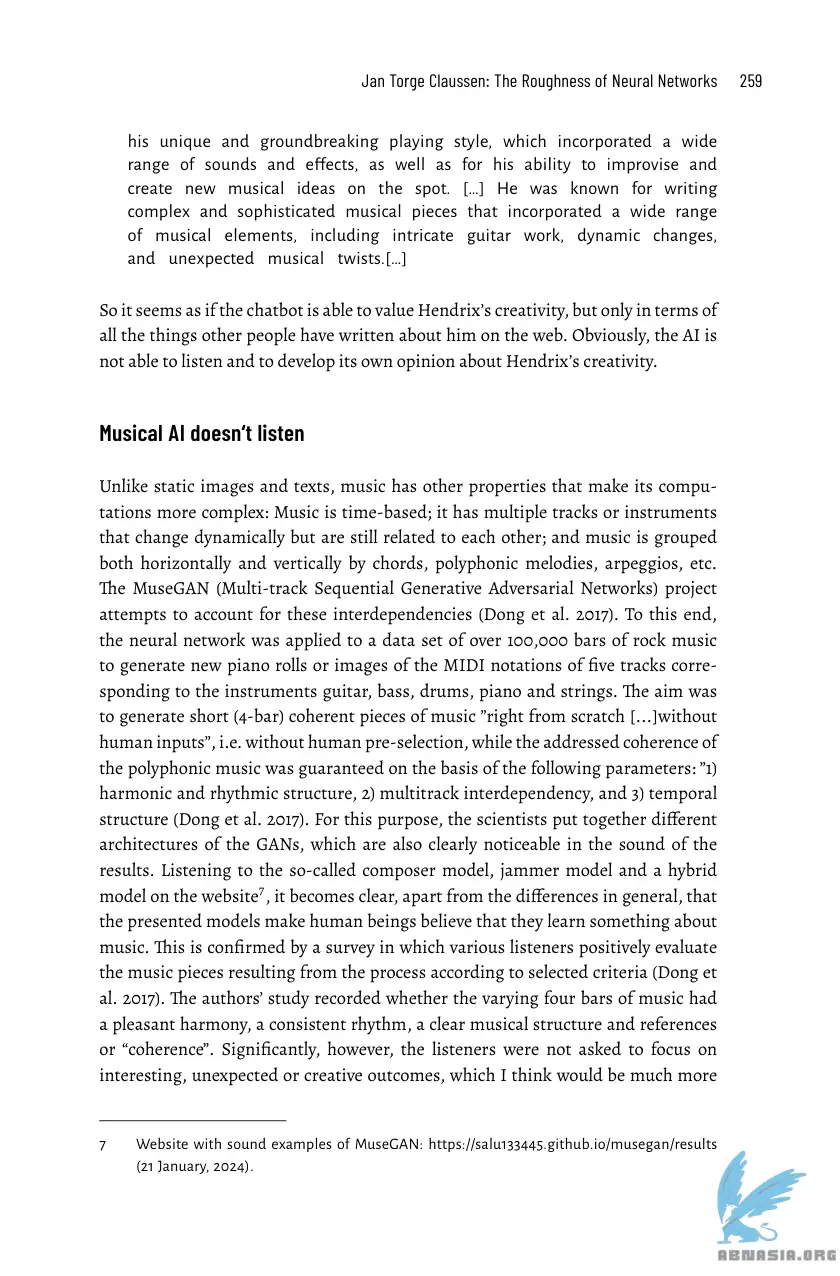 Jan Torge Claussen: The Roughness of Neural Networks 259
his unique and groundbreaking playing style, which incorporated a wide
range of sounds and effects, as well as for his ability to improvise and
create new musical ideas on the spot. […] He was known for writing
complex and sophisticated musical pieces that incorporated a wide range
of musical elements, including intricate guitar work, dynamic changes,
and unexpected musical twists.[…]
So it seems as if the chatbot is able to value Hendrix’s creativity, but only in terms of
all the things other people have written about him on the web. Obviously, the AI is
not able to listen and to develop its own opinion about Hendrix’s creativity.
Musical AI doesn‘t listen
Unlike static images and texts, music has other properties that make its compu-
tations more complex: Music is time-based; it has multiple tracks or instruments
that change dynamically but are still related to each other; and music is grouped
both horizontally and vertically by chords, polyphonic melodies, arpeggios, etc.
The MuseGAN (Multi-track Sequential Generative Adversarial Networks) project
attempts to account for these interdependencies (Dong et al. 2017). To this end,
the neural network was applied to a data set of over 100,000 bars of rock music
to generate new piano rolls or images of the MIDI notations of five tracks corre-
sponding to the instruments guitar, bass, drums, piano and strings. The aim was
to generate short (4-bar) coherent pieces of music ”right from scratch […]without
human inputs”, i.e. without human pre-selection, while the addressed coherence of
the polyphonic music was guaranteed on the basis of the following parameters: ”1)
harmonic and rhythmic structure, 2) multitrack interdependency, and 3) temporal
structure (Dong et al. 2017). For this purpose, the scientists put together different
architectures of the GANs, which are also clearly noticeable in the sound of the
results. Listening to the so-called composer model, jammer model and a hybrid
model on the website7, it becomes clear, apart from the differences in general, that
the presented models make human beings believe that they learn something about
music. This is confirmed by a survey in which various listeners positively evaluate
the music pieces resulting from the process according to selected criteria (Dong et
al. 2017). The authors’ study recorded whether the varying four bars of music had
a pleasant harmony, a consistent rhythm, a clear musical structure and references
or “coherence”. Significantly, however, the listeners were not asked to focus on
interesting, unexpected or creative outcomes, which I think would be much more
7 Website with sound examples of MuseGAN: https://salu133445.github.io/musegan/results
(21 January, 2024).
ABNASIA.ORG